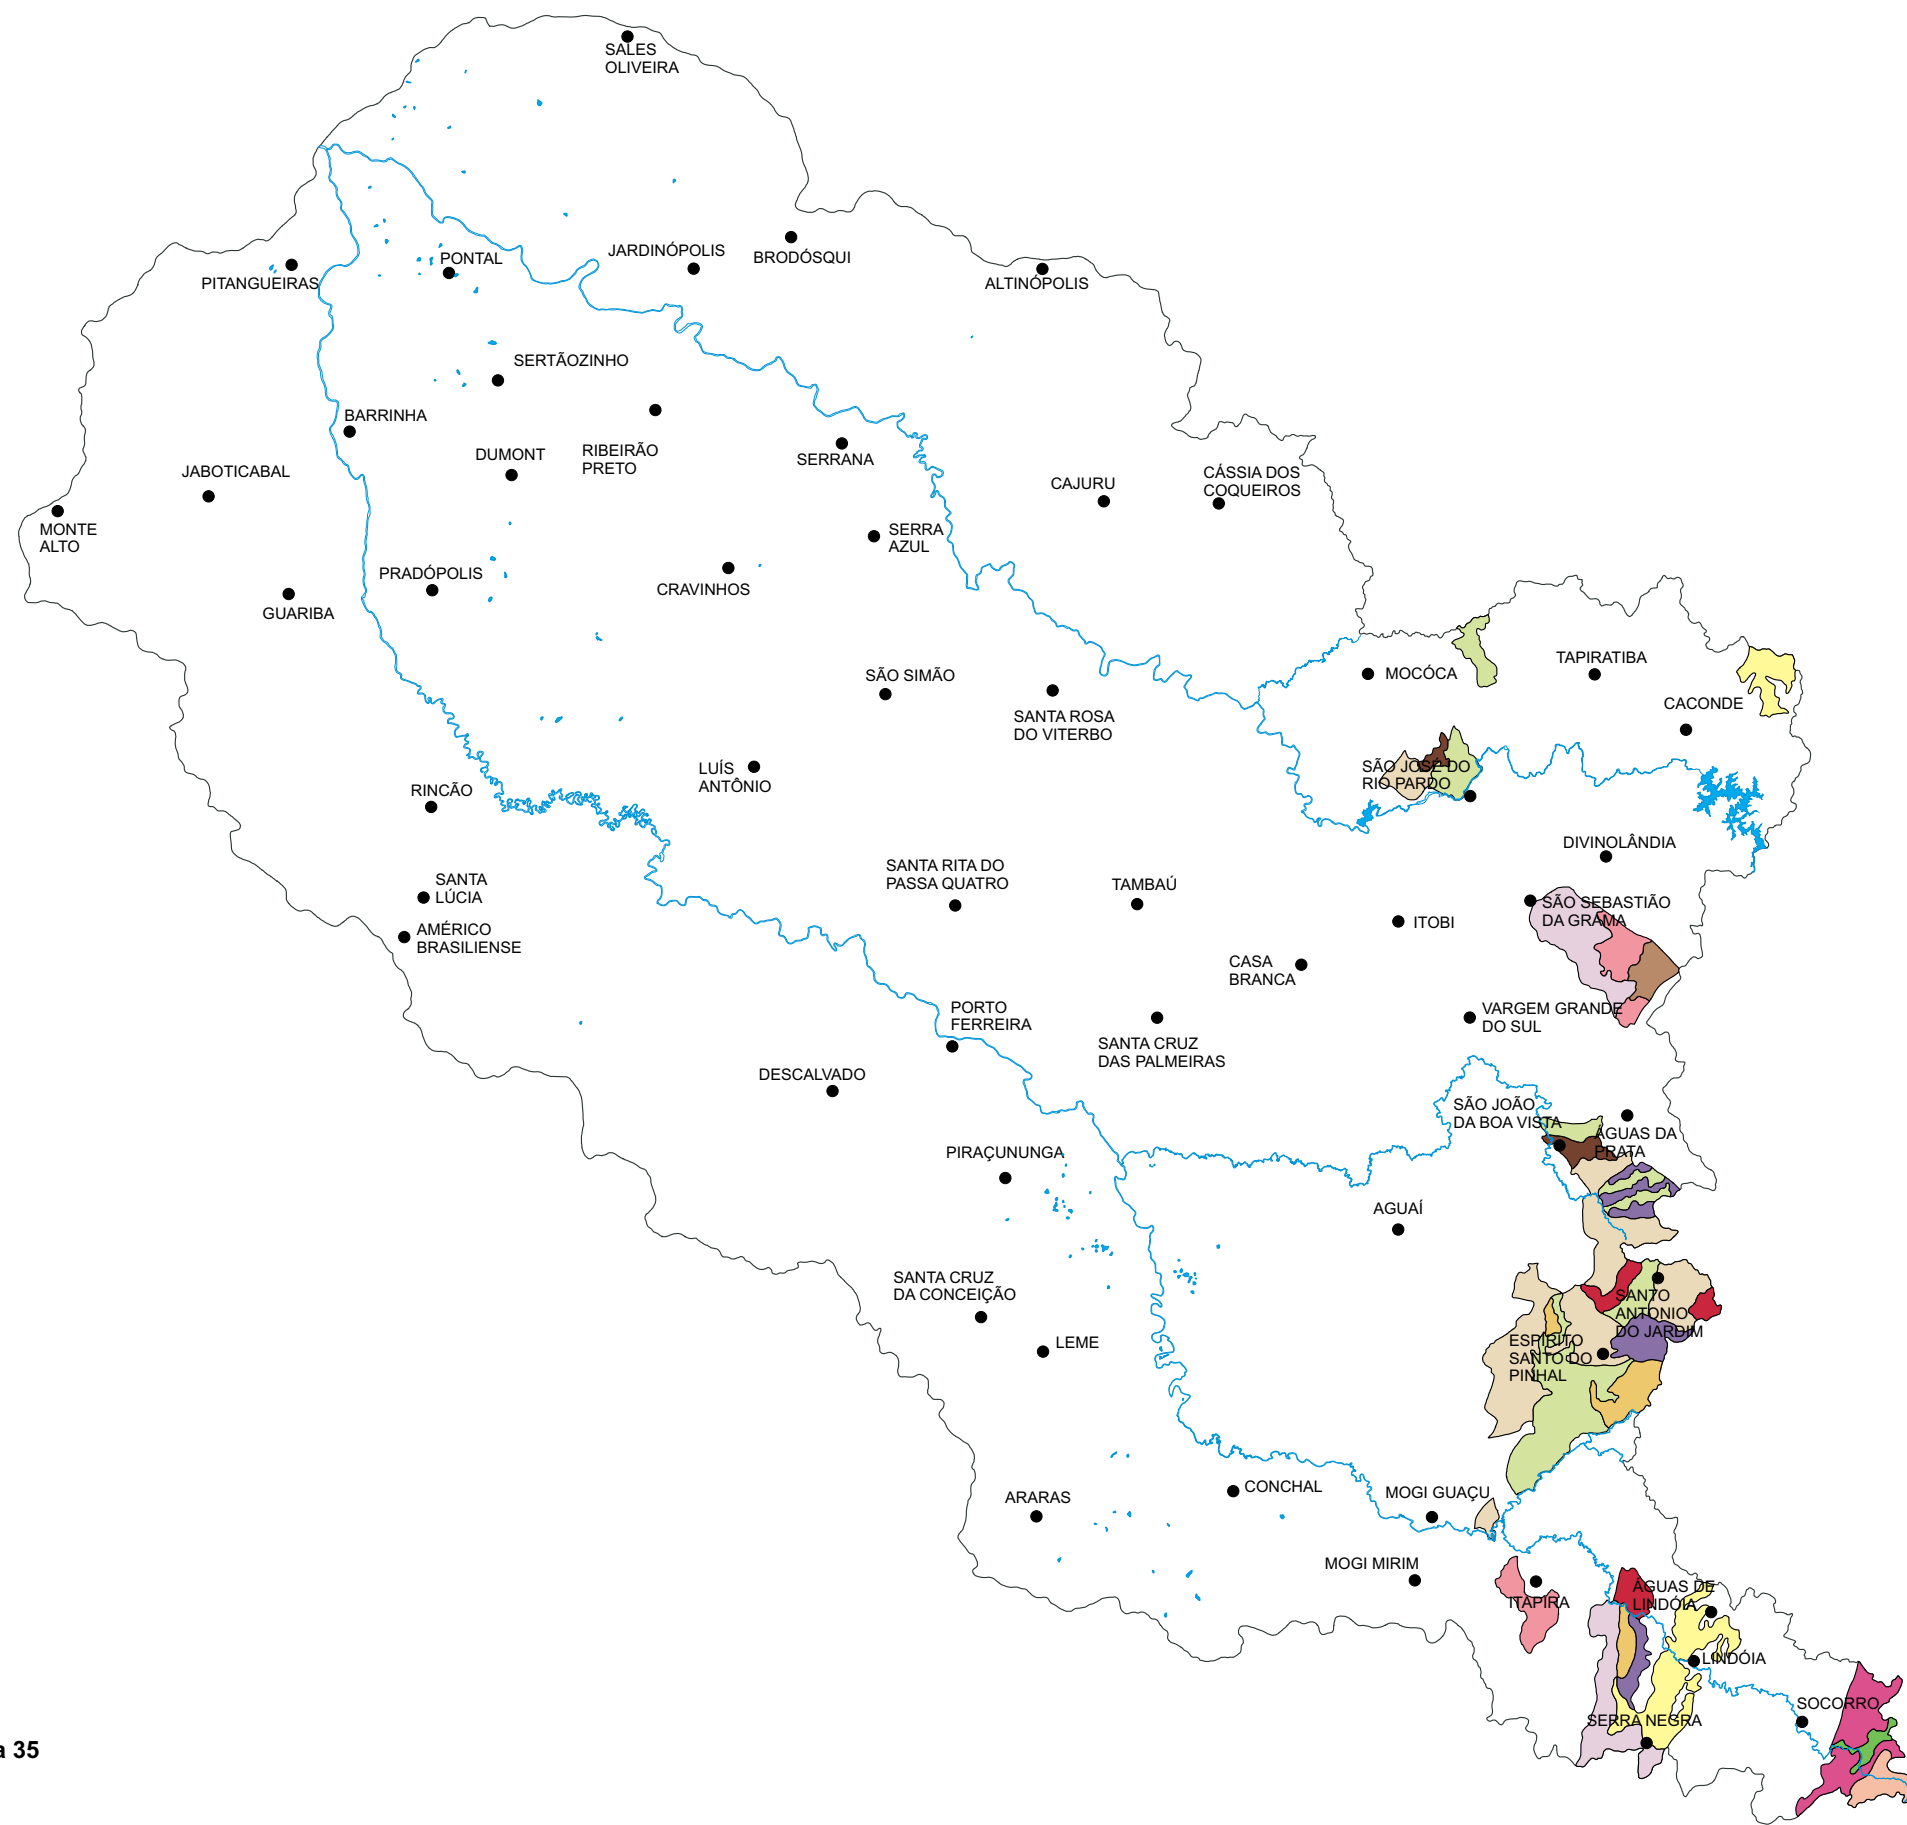 SALES
OLIVEIRA
JARDINÓPOLIS
BRODÓSQUI
PONTAL
PITANGUEIRAS
ALTINÓPOLIS
SERTÃOZINHO
BARRINHA
RIBEIRÃO
PRETO
DUMONT
SERRANA
JABOTICABAL
CAJURU
CÁSSIA DOS
COQUEIROS
MONTE
ALTO
SERRA
AZUL
PRADÓPOLIS
CRAVINHOS
GUARIBA
SÃO SIMÃO
SANTA ROSA
DO VITERBO
MOCÓCA
TAPIRATIBA
CACONDE
LUÍS
ANTÔNIO
SÃO JOSÉ DO
RIO PARDO
RINCÃO
DIVINOLÂNDIA
SANTA RITA DO
PASSA QUATRO
TAMBAÚ
SANTA
LÚCIA
ITOBI
SÃO SEBASTIÃO
DA GRAMA
AMÉRICO
BRASILIENSE
CASA
BRANCA
PORTO
FERREIRA
VARGEM GRANDE
DO SUL
SANTA CRUZ
DAS PALMEIRAS
DESCALVADO
SÃO JOÃO
DA BOA VISTA
ÁGUAS DA
PRATA
PIRAÇUNUNGA
AGUAÍ
SANTA CRUZ
DA CONCEIÇÃO
SANTO
ANTONIO
DO JARDIM
LEME
ESPÍRITO
SANTO DO
PINHAL
ARARAS
CONCHAL
MOGI GUAÇU
MOGI MIRIM
ITAPIRA
ÁGUAS DE
LINDÓIA
LINDÓIA
SOCORRO
SERRA NEGRA
a 35